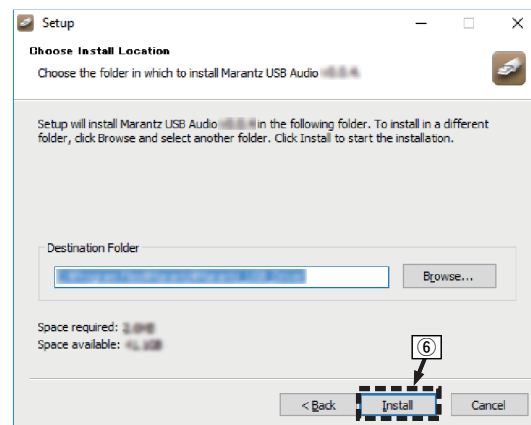 Setup
Choose Install Location
Choose the folder in which to install Marantz USB Audio
Setup will install Marantz USB Audio in the following folder. To install in a different
folder, click Browse and select another folder. Click Install to start the installation.
Destination Folder
Browse...
Space required:
Space available:
⑥
< Back Install Cancel